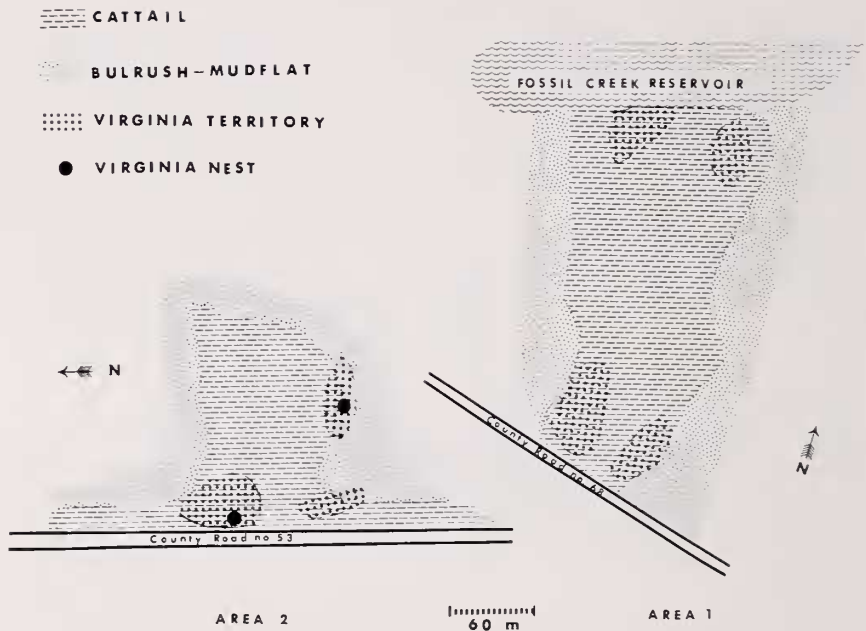 CATTAIL
BULRUSH-MUDFLAT
VIRGINIA TERRITORY
VIRGINIA NEST
FOSSIL CREEK RESERVOIR
N
County Road no 68
N
County Road no 53
AREA 2
60 m
AREA 1